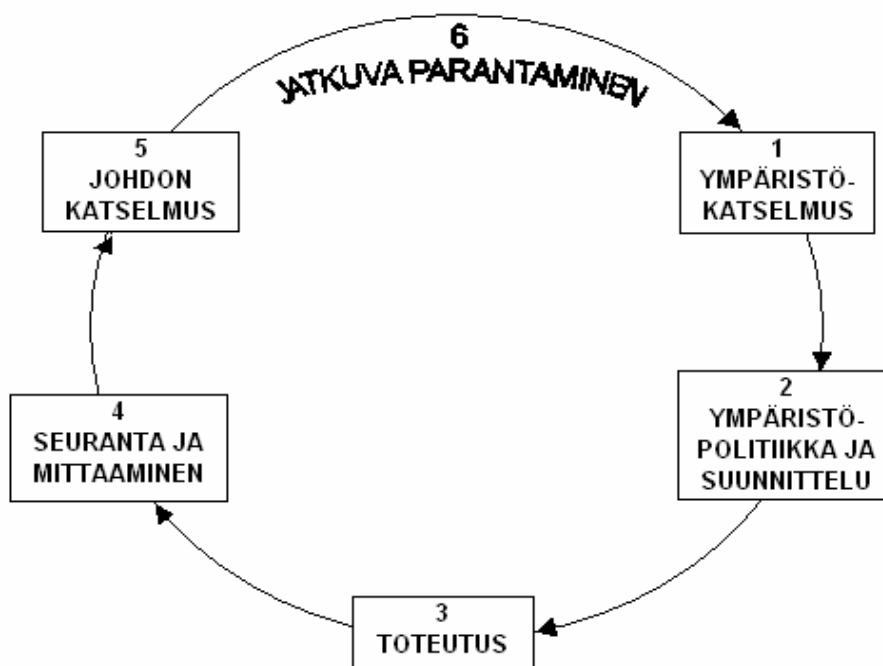 6
JATKUVA PARANTAMINEN
1
YMPÄRISTÖ-
KATSELMUS
2
YMPÄRISTÖ-
POLITIIKKA JA
SUUNNITTELU
3
TOTEUTUS
4
SEURANTA JA
MITTAAMINEN
5
JOHDON
KATSELMUS